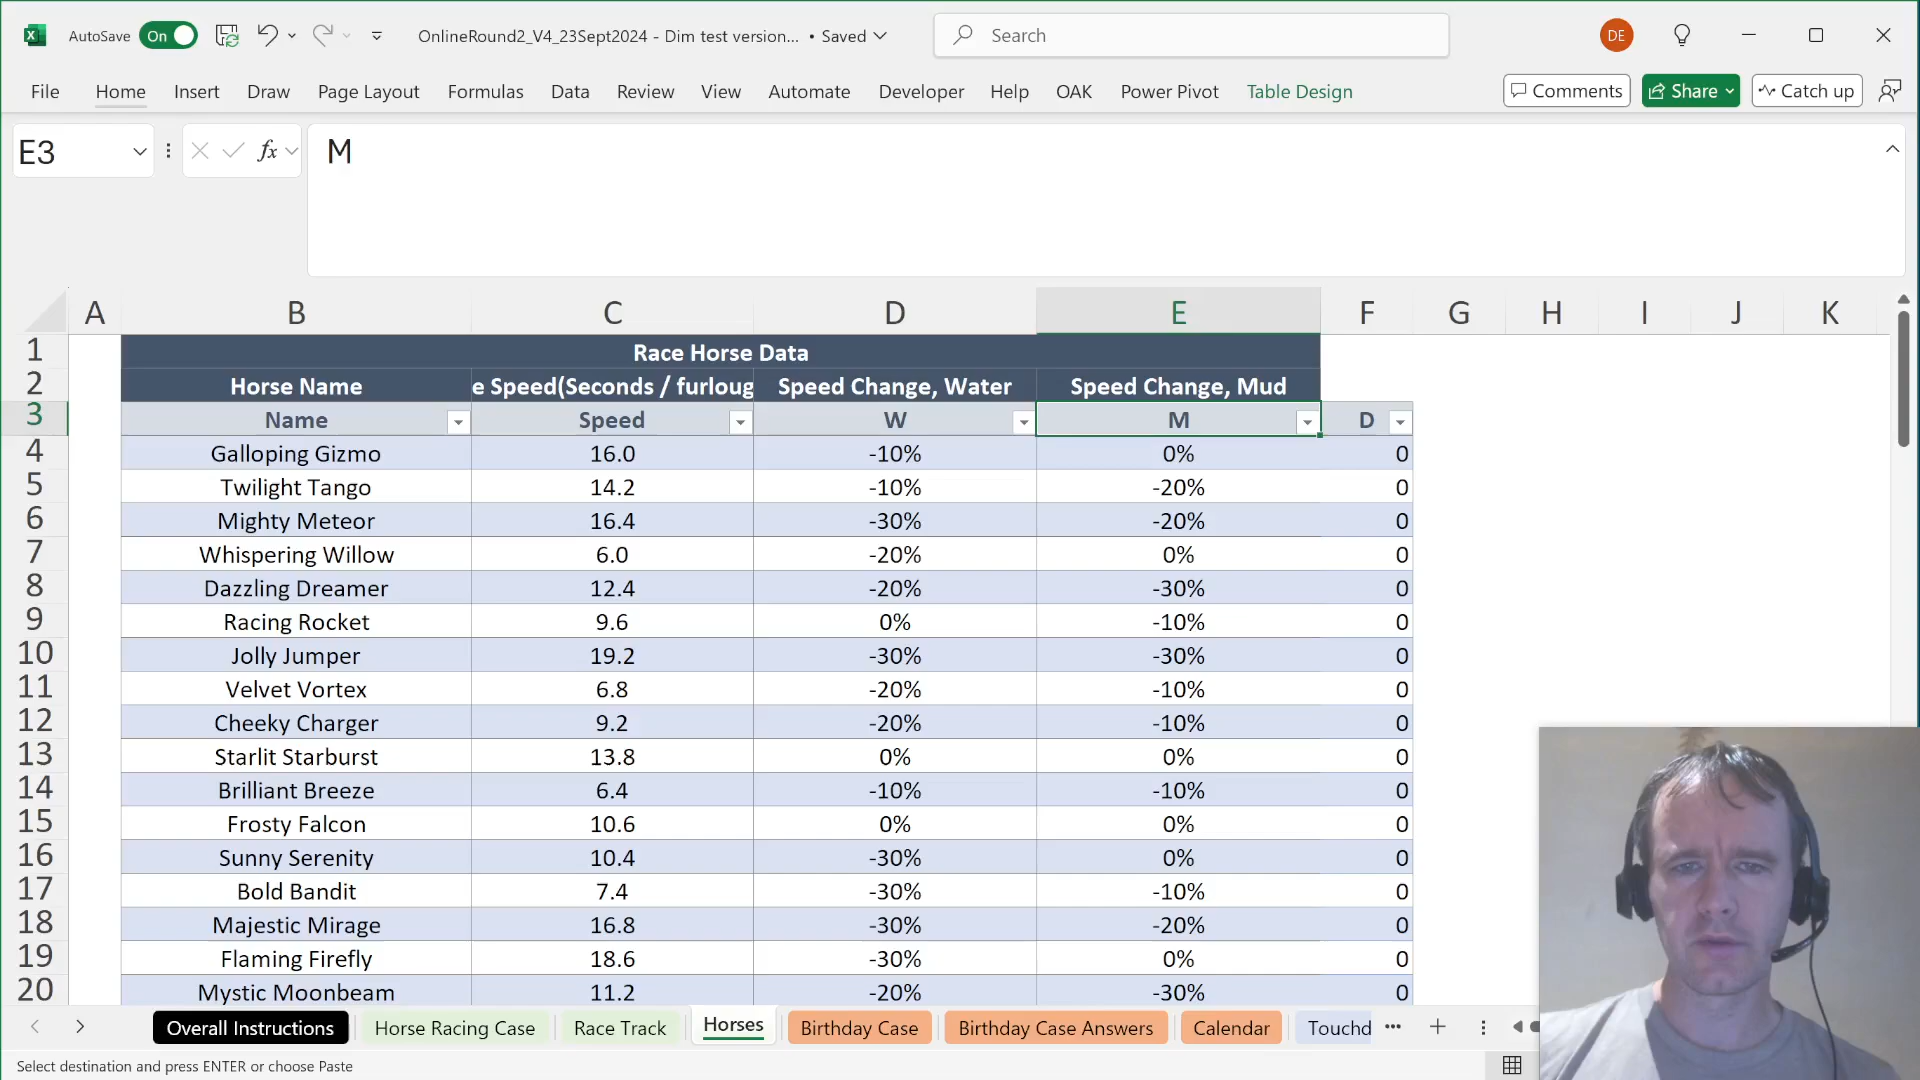 AutoSave On OnlineRound2_V4_23Sept2024 - Dim test version... • Saved Search DE
File Home Insert Draw Page Layout Formulas Data Review View Automate Developer Help OAK Power Pivot Table Design Comments Share Catch up
E3 fx M
A B C D E F G H I J K
1 Race Horse Data
2 Horse Name e Speed(Seconds / furloug Speed Change, Water Speed Change, Mud
3 Name Speed W M D
4 Galloping Gizmo 16.0 -10% 0% 0
5 Twilight Tango 14.2 -10% -20% 0
6 Mighty Meteor 16.4 -30% -20% 0
7 Whispering Willow 6.0 -20% 0% 0
8 Dazzling Dreamer 12.4 -20% -30% 0
9 Racing Rocket 9.6 0% -10% 0
10 Jolly Jumper 19.2 -30% -30% 0
11 Velvet Vortex 6.8 -20% -10% 0
12 Cheeky Charger 9.2 -20% -10% 0
13 Starlit Starburst 13.8 0% 0% 0
14 Brilliant Breeze 6.4 -10% -10% 0
15 Frosty Falcon 10.6 0% 0% 0
16 Sunny Serenity 10.4 -30% 0% 0
17 Bold Bandit 7.4 -30% -10% 0
18 Majestic Mirage 16.8 -30% -20% 0
19 Flaming Firefly 18.6 -30% 0% 0
20 Mystic Moonbeam 11.2 -20% -30% 0
Overall Instructions Horse Racing Case Race Track Horses Birthday Case Birthday Case Answers Calendar Touchd ...
Select destination and press ENTER or choose Paste